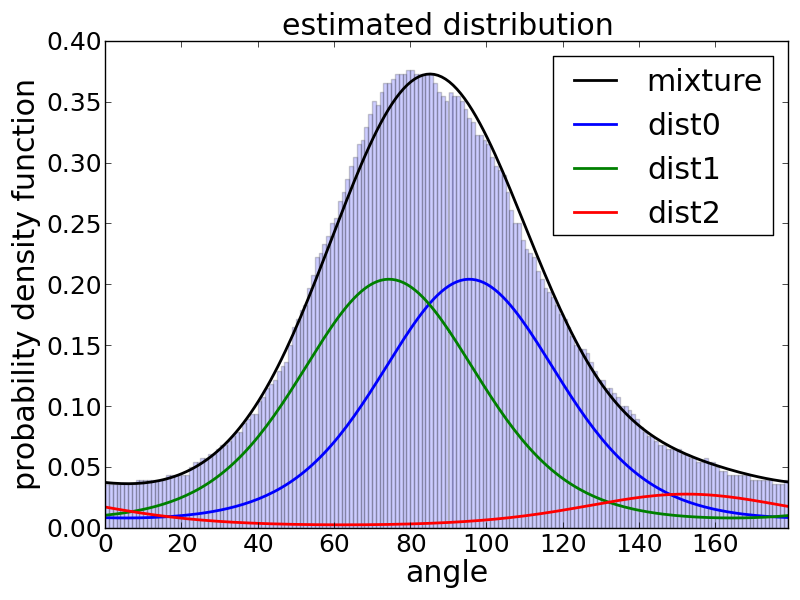 estimated distribution
probability density function
0.40
0.35
0.30
0.25
0.20
0.15
0.10
0.05
0.00
mixture
dist0
dist1
dist2
0 20 40 60 80 100 120 140 160
angle